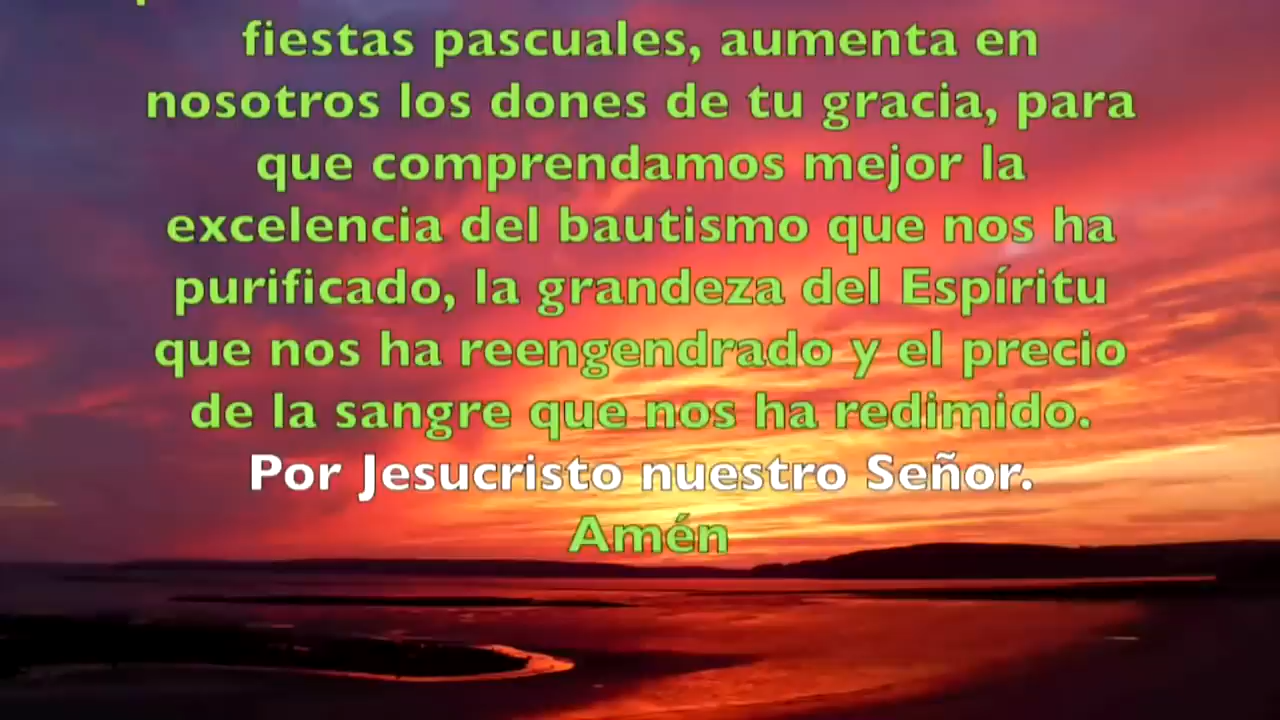 fiestas pascuales, aumenta en
nosotros los dones de tu gracia, para
que comprendamos mejor la
excelencia del bautismo que nos ha
purificado, la grandeza del Espíritu
que nos ha reengendrado y el precio
de la sangre que nos ha redimido.
Por Jesucristo nuestro Señor.
Amén